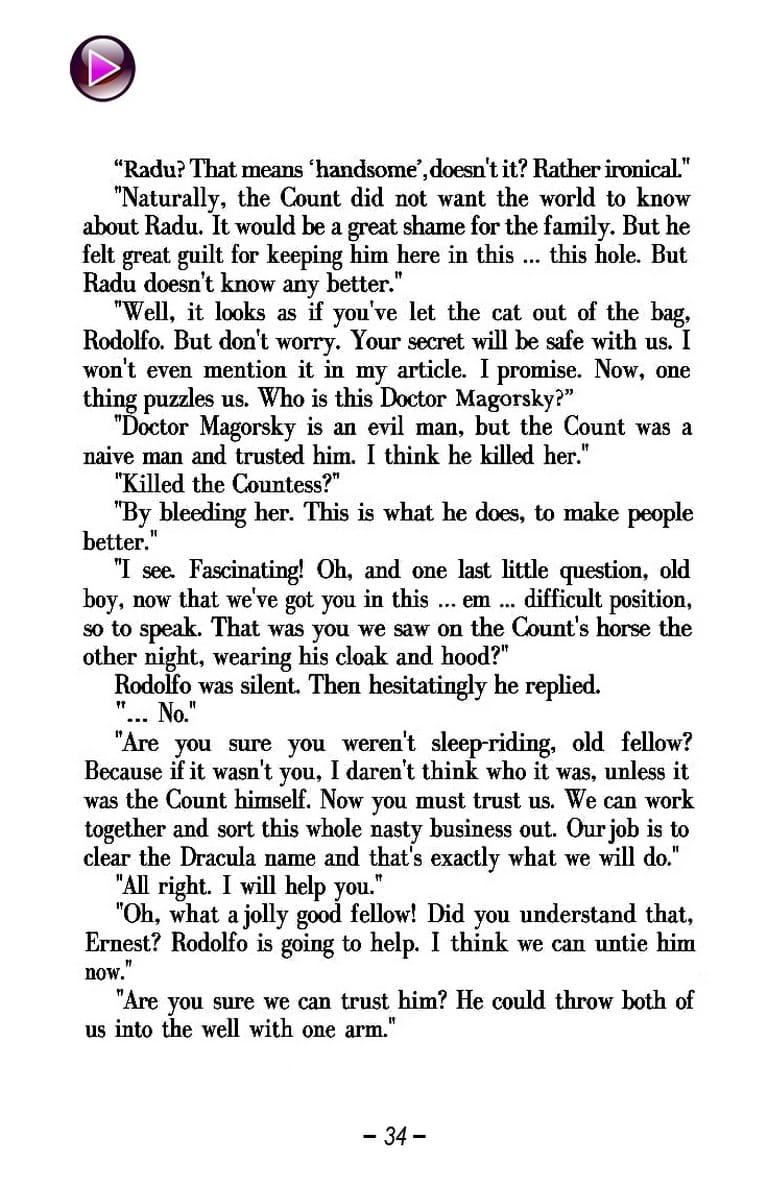 “Radu? That means ‘handsome’, doesn't it? Rather ironical."
"Naturally, the Count did not want the world to know
about Radu. It would be a great shame for the family. But he
felt great guilt for keeping him here in this ... this hole. But
Radu doesn't know any better."
"Well, it looks as if you've let the cat out of the bag,
Rodolfo. But don't worry. Your secret will be safe with us. I
won't even mention it in my article. I promise. Now, one
thing puzzles us. Who is this Doctor Magorsky?”
"Doctor Magorsky is an evil man, but the Count was a
naive man and trusted him. I think he killed her."
"Killed the Countess?"
"By bleeding her. This is what he does, to make people
better."
"I see. Fascinating! Oh, and one last little question, old
boy, now that we've got you in this ... em ... difficult position,
so to speak. That was you we saw on the Count's horse the
other night, wearing his cloak and hood?"
Rodolfo was silent. Then hesitatingly he replied.
"... No."
"Are you sure you weren't sleep-riding, old fellow?
Because if it wasn't you, I daren't think who it was, unless it
was the Count himself. Now you must trust us. We can work
together and sort this whole nasty business out. Our job is to
clear the Dracula name and that's exactly what we will do."
"All right. I will help you."
"Oh, what a jolly good fellow! Did you understand that,
Ernest? Rodolfo is going to help. I think we can untie him
now."
"Are you sure we can trust him? He could throw both of
us into the well with one arm."
– 34 –